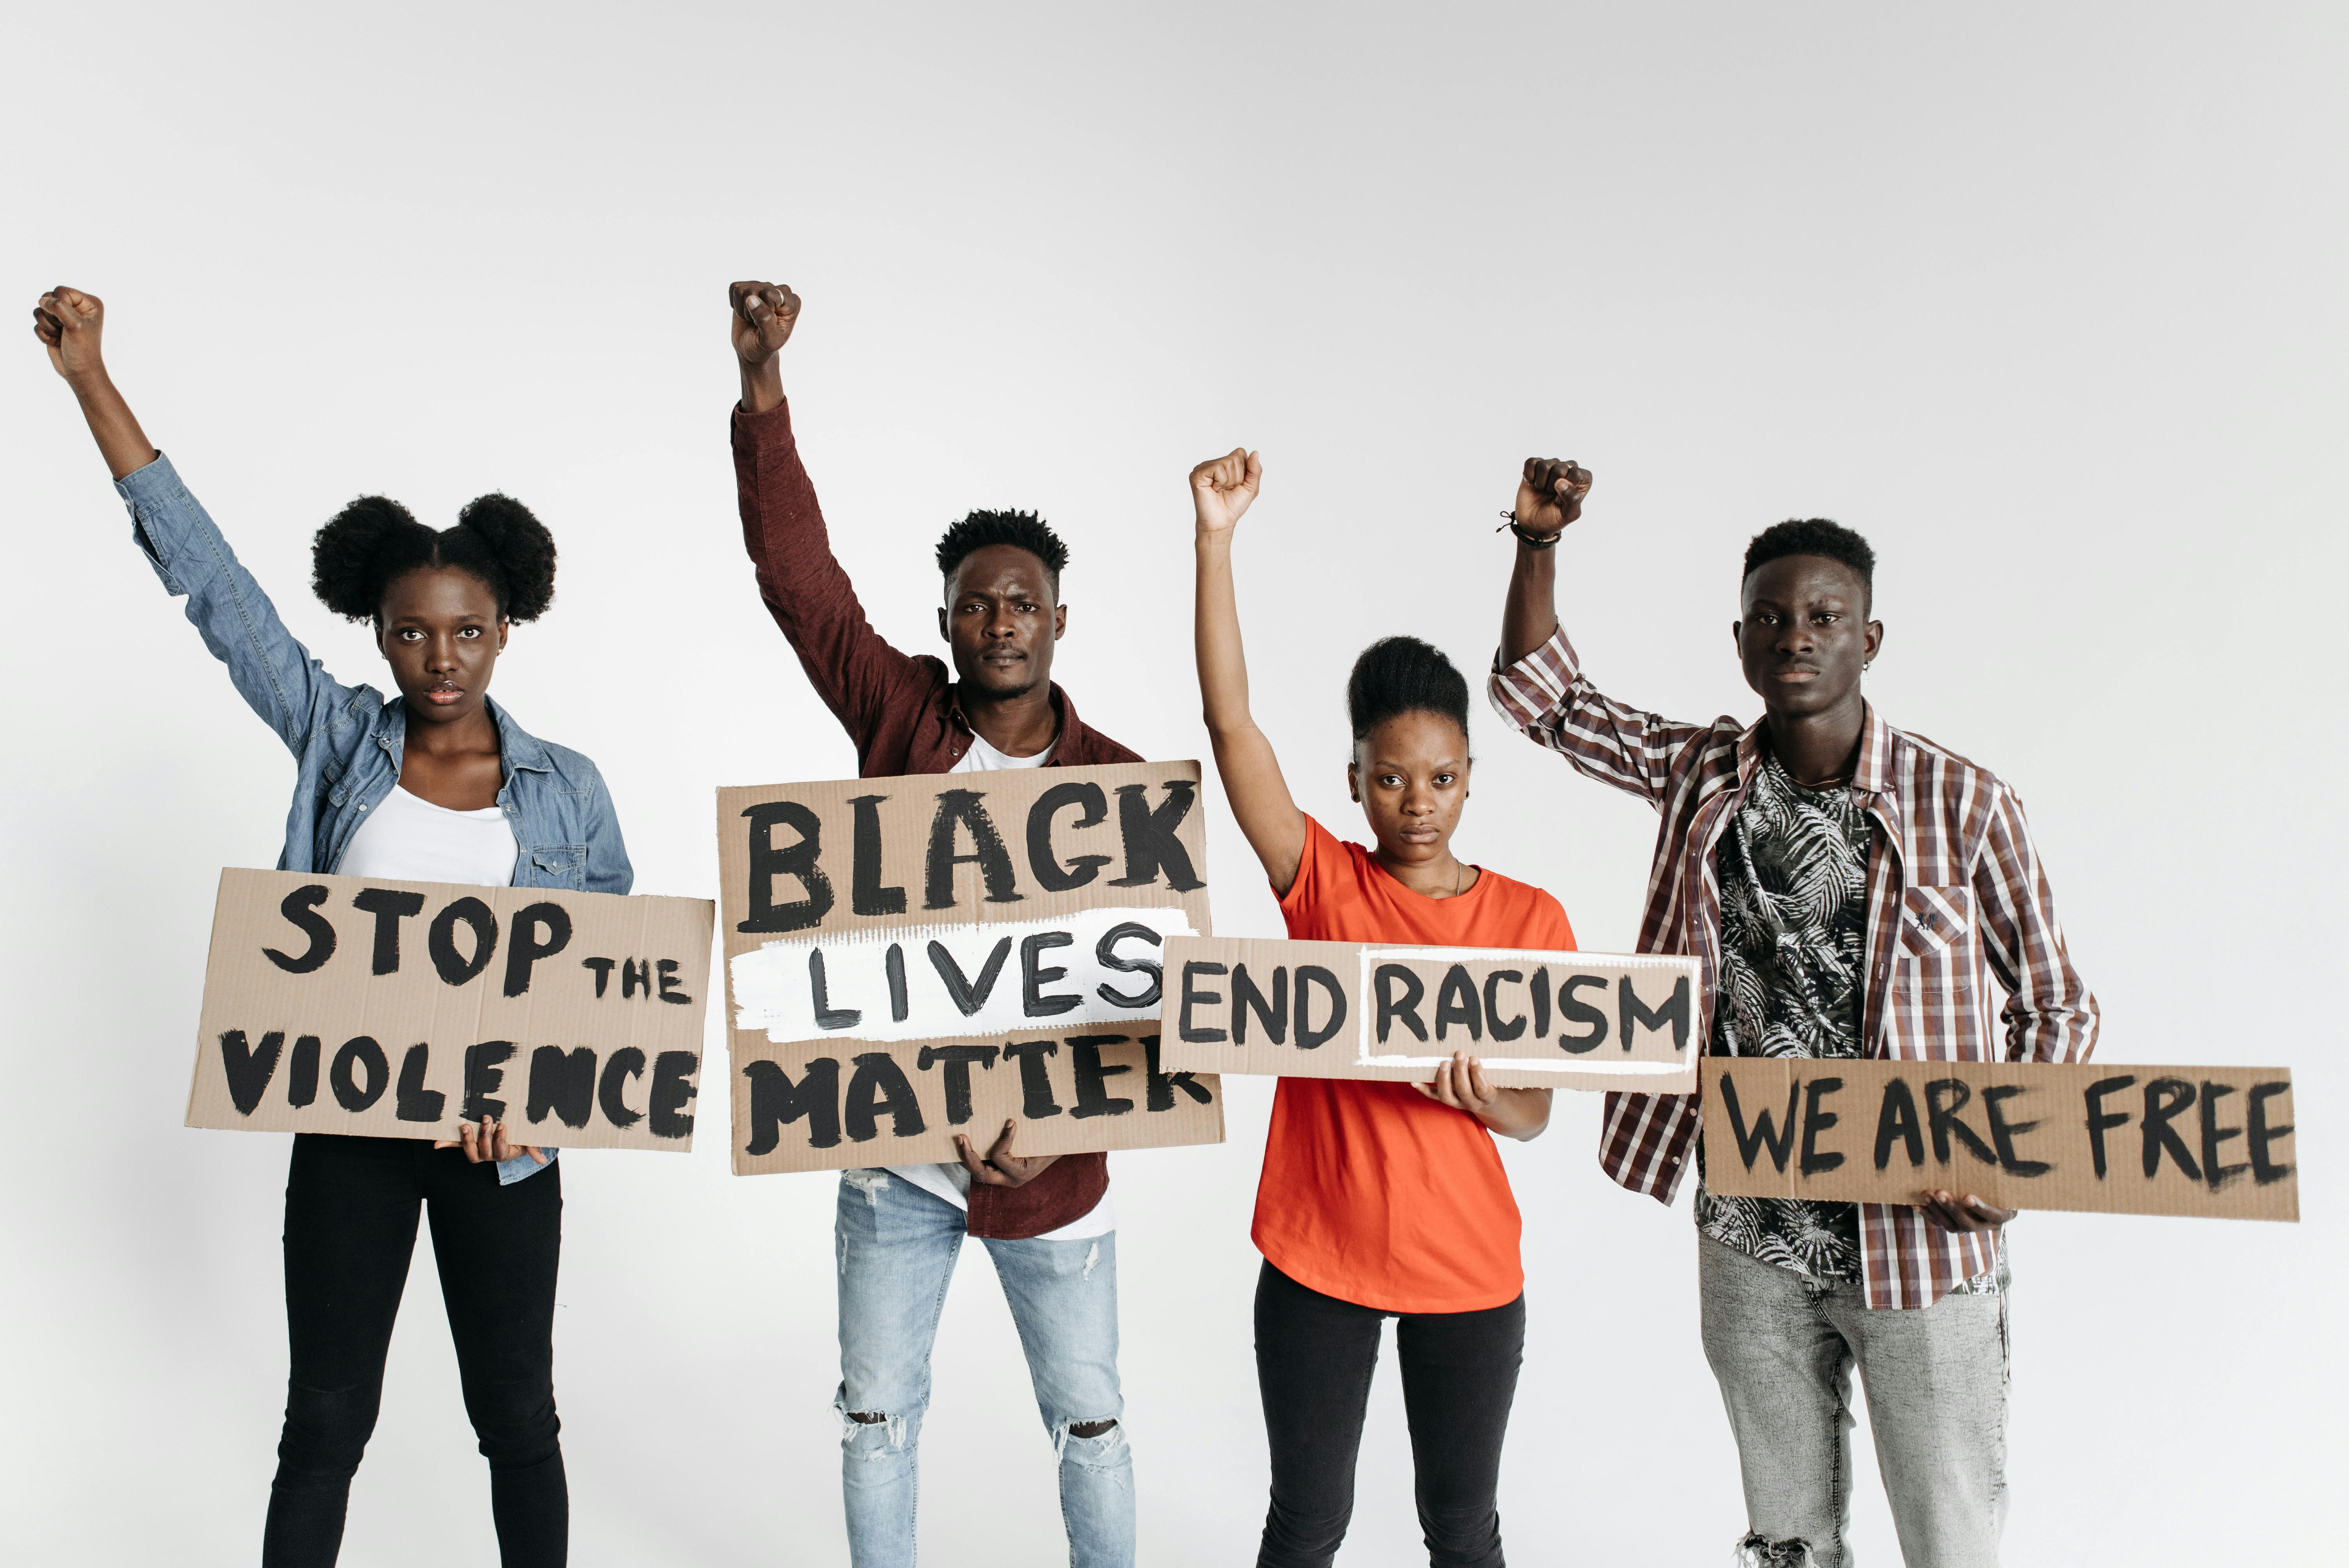 STOP THE
VIOLENCE
BLACK
LIVES
MATTER
END RACISM
WE ARE FREE